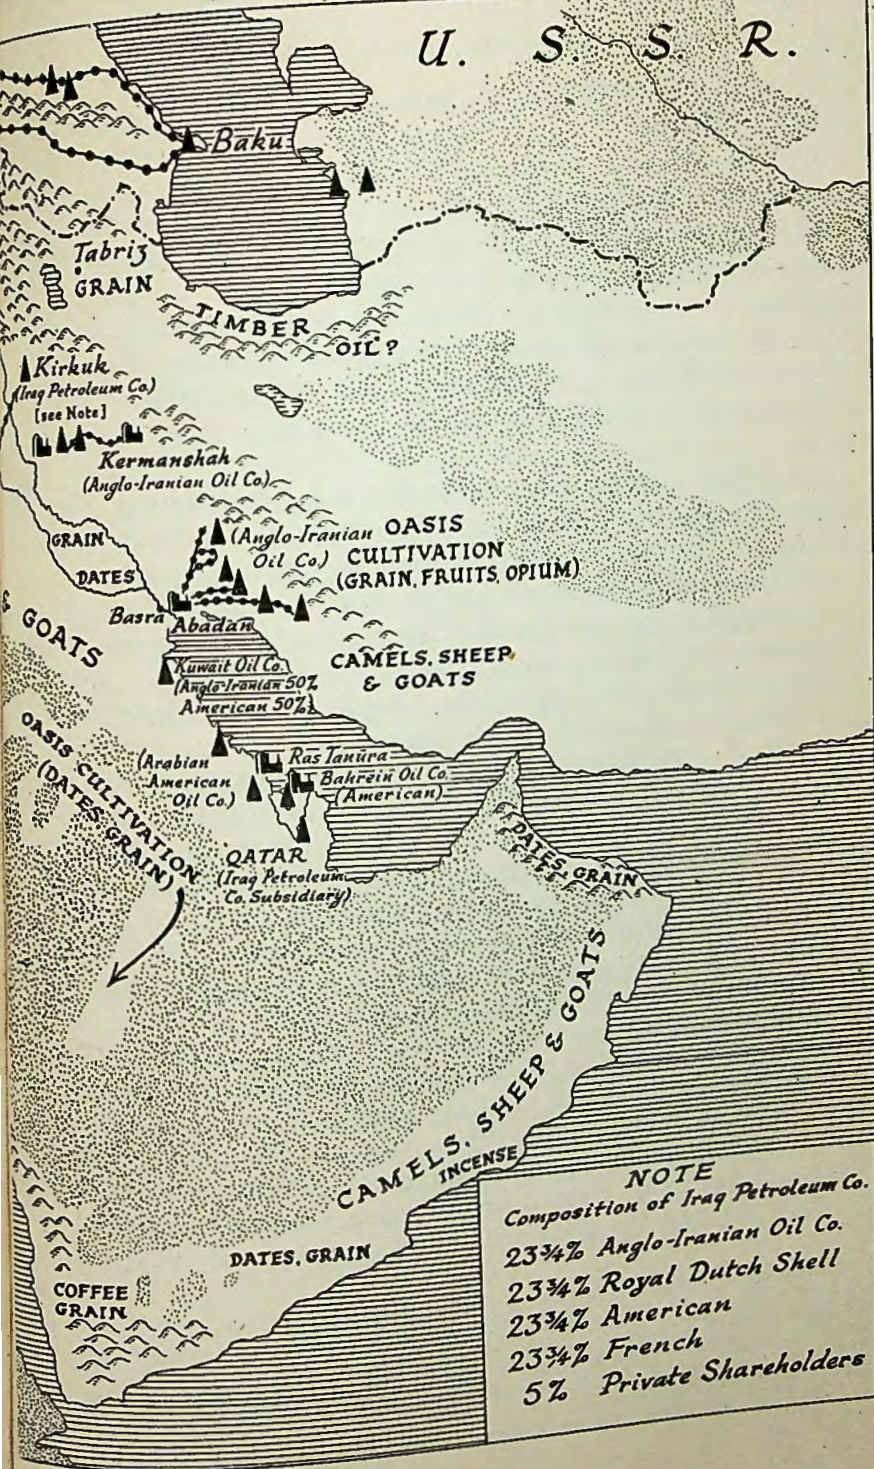 U. S. S. R.
Baku
Tabriz
GRAIN
TIMBER
OIL?
Kirkuk
(Iraq Petroleum Co.)
[see Note]
Kermanshah
(Anglo-Iranian Oil Co.)
GRAIN
DATES
(Anglo-Iranian
Oil Co.)
OASIS
CULTIVATION
(GRAIN, FRUITS, OPIUM)
Basra
Abadan
& GOATS
Kuwait Oil Co.
(Anglo-Iranian 50%
American 50%)
CAMELS, SHEEP
& GOATS
OASIS CULTIVATION
(DATES, GRAIN)
(Arabian
American
Oil Co.)
Ras Tanura
Bahrein Oil Co.
(American)
QATAR
(Iraq Petroleum
Co. Subsidiary)
DATES, GRAIN
CAMELS, SHEEP & GOATS
INCENSE
DATES, GRAIN
COFFEE
GRAIN
NOTE
Composition of Iraq Petroleum Co.
23¾% Anglo-Iranian Oil Co.
23¾% Royal Dutch Shell
23¾% American
23¾% French
5% Private Shareholders